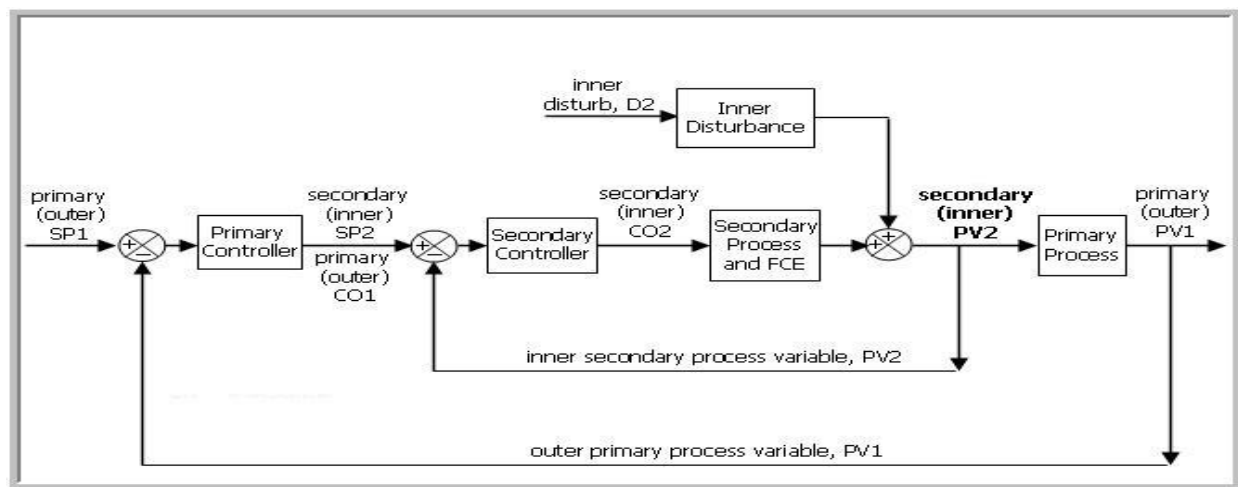 inner
disturb, D2
Inner
Disturbance
primary
(outer)
SP1
+
−
Primary
Controller
secondary
(inner)
SP2
primary
(outer)
CO1
+
−
Secondary
Controller
secondary
(inner)
CO2
Secondary
Process
and FCE
+
+
secondary
(inner)
PV2
Primary
Process
primary
(outer)
PV1
inner secondary process variable, PV2
outer primary process variable, PV1